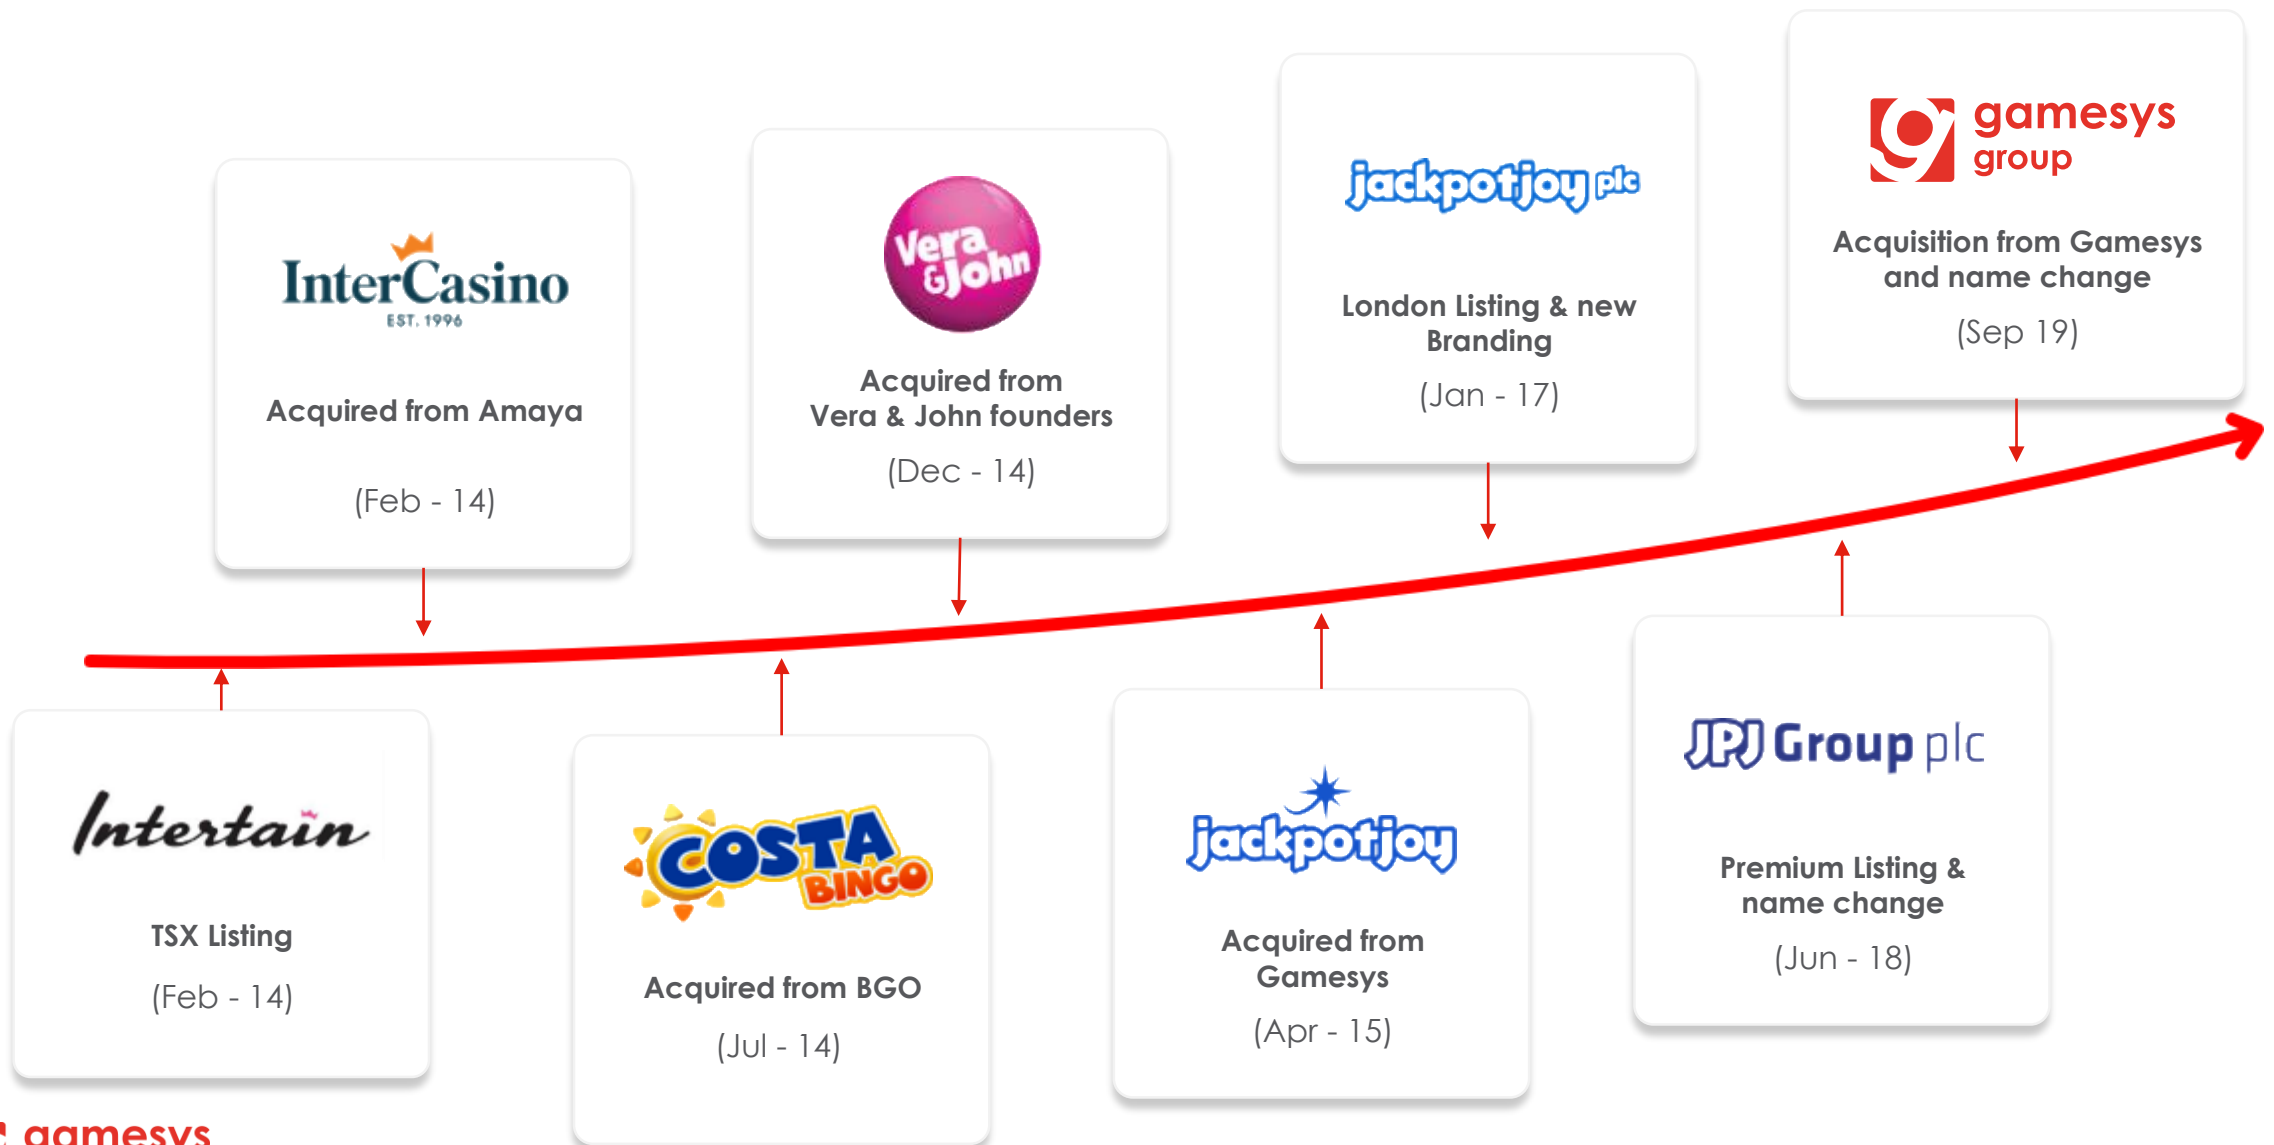 InterCasino
EST. 1996
Acquired from Amaya
(Feb - 14)
Vera
&John
Acquired from
Vera & John founders
(Dec - 14)
jackpotjoy plc
London Listing & new
Branding
(Jan - 17)
gamesys
group
Acquisition from Gamesys
and name change
(Sep 19)
Intertain
TSX Listing
(Feb - 14)
COSTA
BINGO
Acquired from BGO
(Jul - 14)
jackpotjoy
Acquired from
Gamesys
(Apr - 15)
JPJ Group plc
Premium Listing &
name change
(Jun - 18)
gamesys